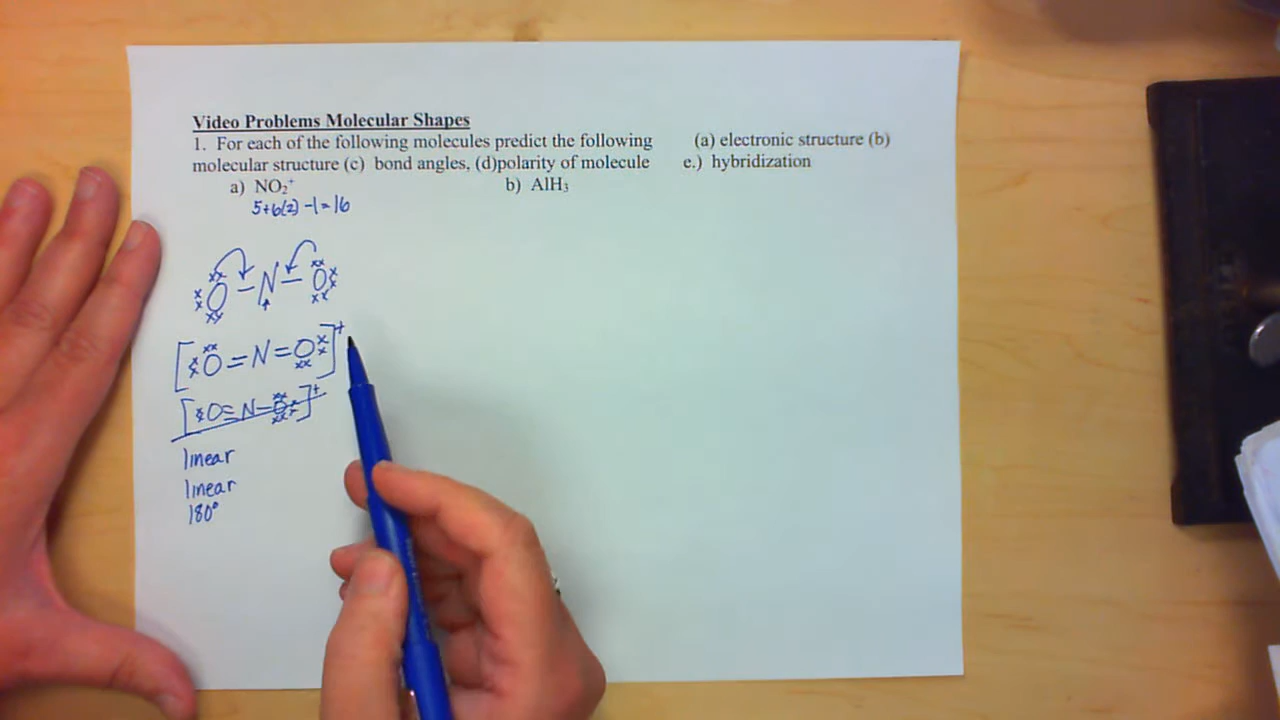 Video Problems Molecular Shapes
1. For each of the following molecules predict the following (a) electronic structure (b)
molecular structure (c) bond angles, (d)polarity of molecule e.) hybridization
a) NO₂⁺ b) AlH₃
5+6(2)-1=16
O-N-O
[O=N=O]⁺
[O≡N-O]⁺
linear
linear
180°